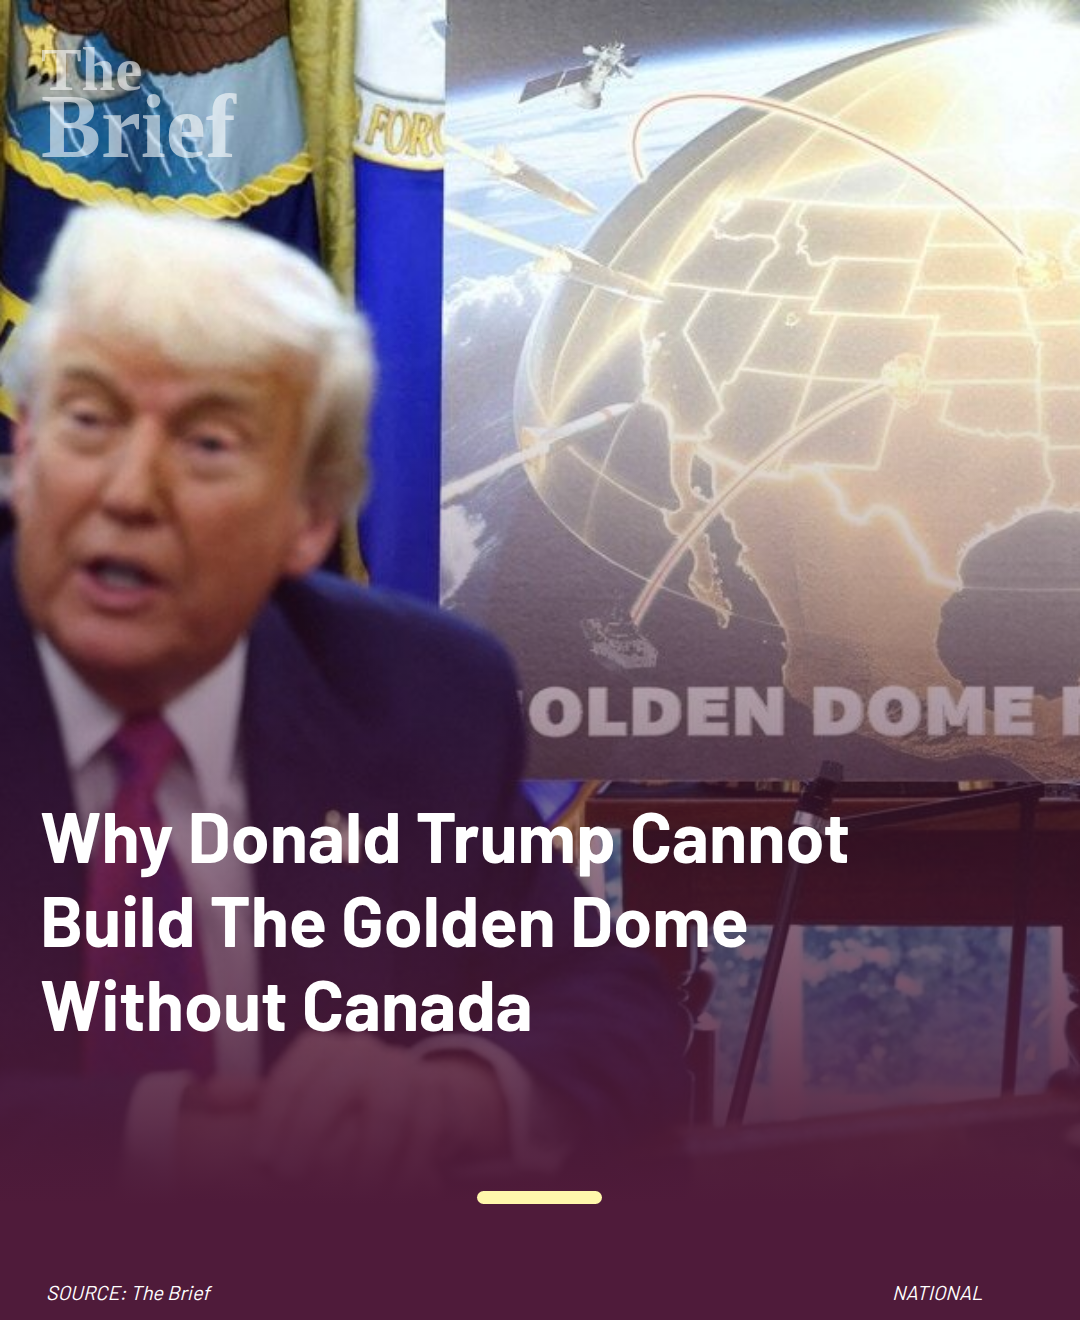 The
Brief
FORC
OLDEN DOME F
Why Donald Trump Cannot
Build The Golden Dome
Without Canada
SOURCE: The Brief
NATIONAL